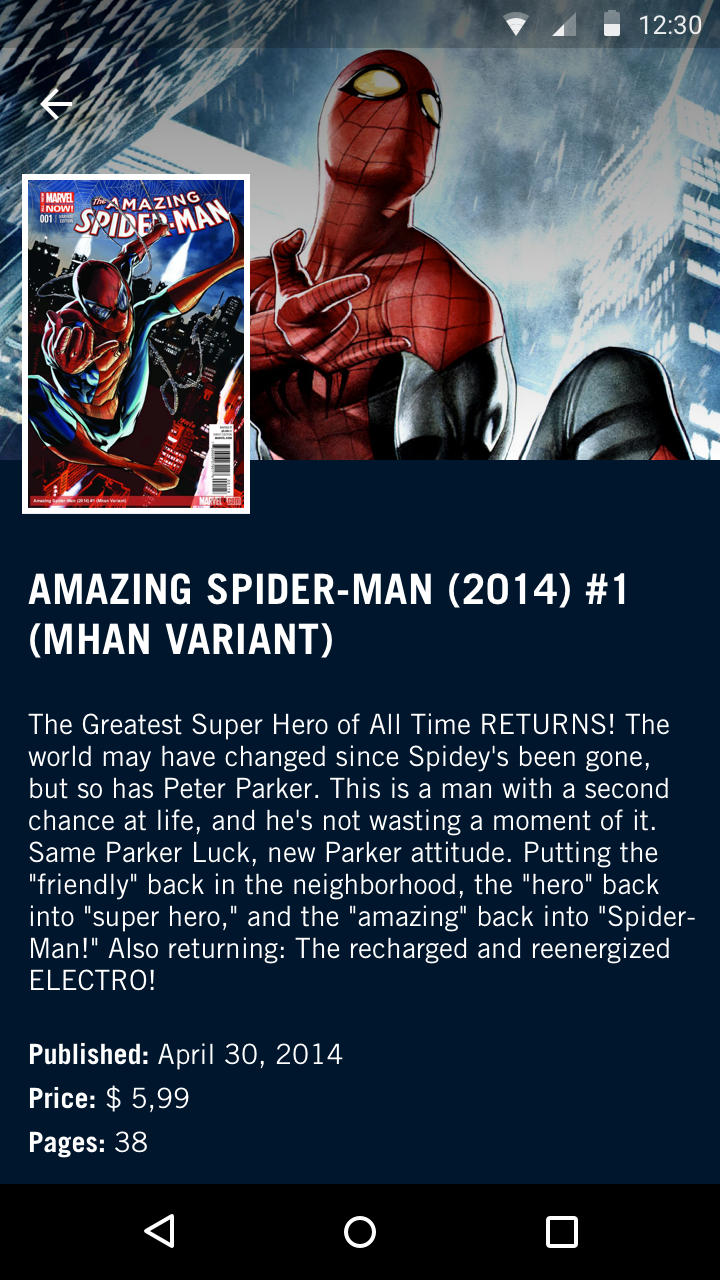 12:30
MARVEL
NOW!
001
VARIANT
EDITION
the AMAZING
SPIDER-MAN
Amazing Spider-Man (2014) #1 (Mhan Variant)
MARVEL
AMAZING SPIDER-MAN (2014) #1
(MHAN VARIANT)
The Greatest Super Hero of All Time RETURNS! The
world may have changed since Spidey's been gone,
but so has Peter Parker. This is a man with a second
chance at life, and he's not wasting a moment of it.
Same Parker Luck, new Parker attitude. Putting the
"friendly" back in the neighborhood, the "hero" back
into "super hero," and the "amazing" back into "Spider-
Man!" Also returning: The recharged and reenergized
ELECTRO!
Published: April 30, 2014
Price: $ 5,99
Pages: 38